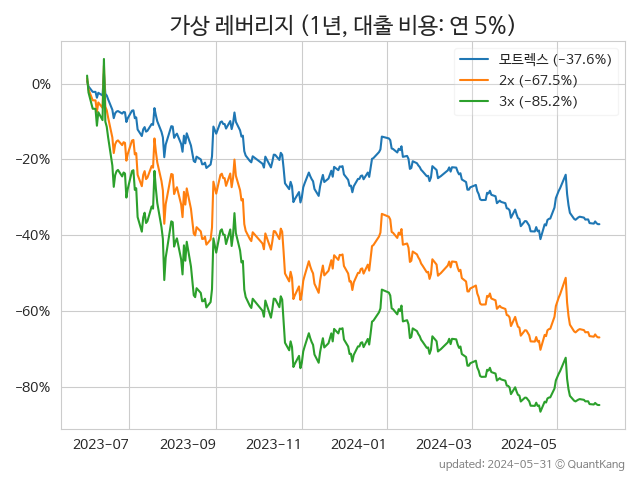 가상 레버리지 (1년, 대출 비용: 연 5%)
모트렉스 (−37.6%)
2x (−67.5%)
3x (−85.2%)
0%
−20%
−40%
−60%
−80%
2023-07 2023-09 2023-11 2024-01 2024-03 2024-05
updated: 2024-05-31 © QuantKang